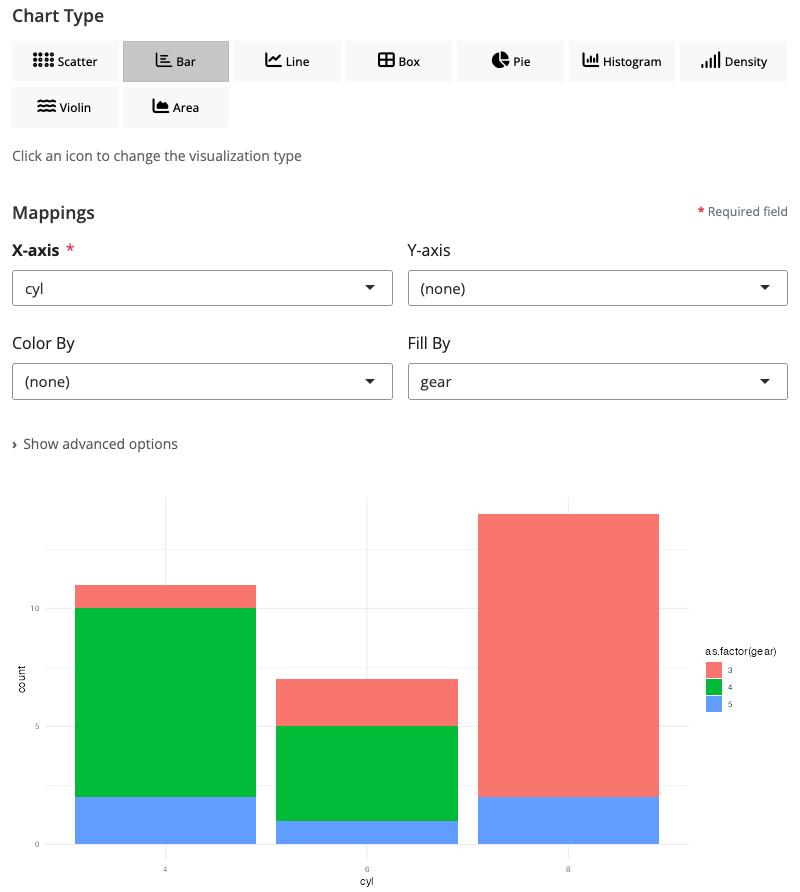 Chart Type
Scatter Bar Line Box Pie Histogram Density
Violin Area
Click an icon to change the visualization type
Mappings * Required field
X-axis * Y-axis
cyl (none)
Color By Fill By
(none) gear
› Show advanced options
as.factor(gear)
3
4
5
count
10
5
0
4 6 8
cyl